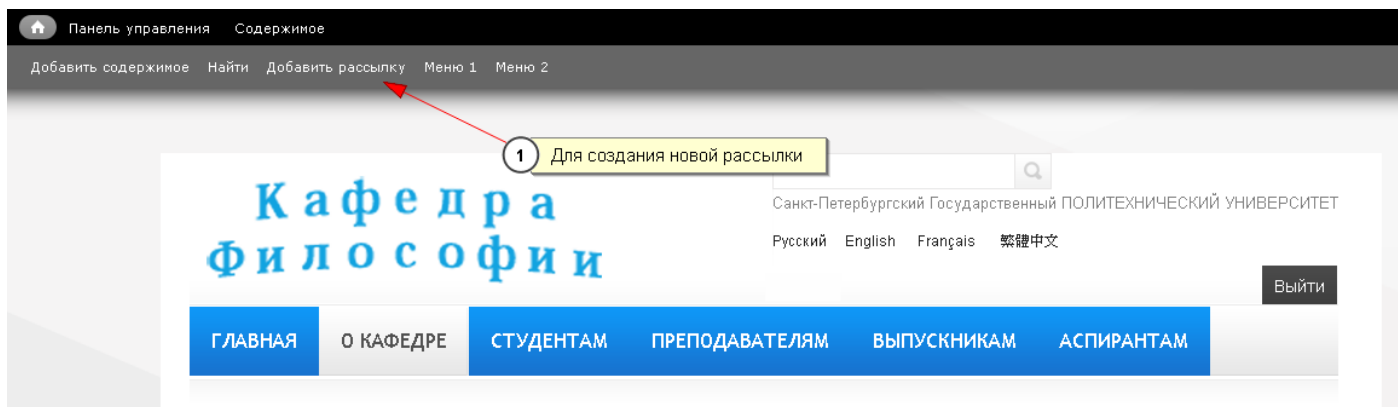 Панель управления Содержимое
Добавить содержимое Найти Добавить рассылку Меню 1 Меню 2
1 Для создания новой рассылки
Кафедра
Философии
Санкт-Петербургский Государственный ПОЛИТЕХНИЧЕСКИЙ УНИВЕРСИТЕТ
Русский English Français 繁體中文
Выйти
ГЛАВНАЯ О КАФЕДРЕ СТУДЕНТАМ ПРЕПОДАВАТЕЛЯМ ВЫПУСКНИКАМ АСПИРАНТАМ